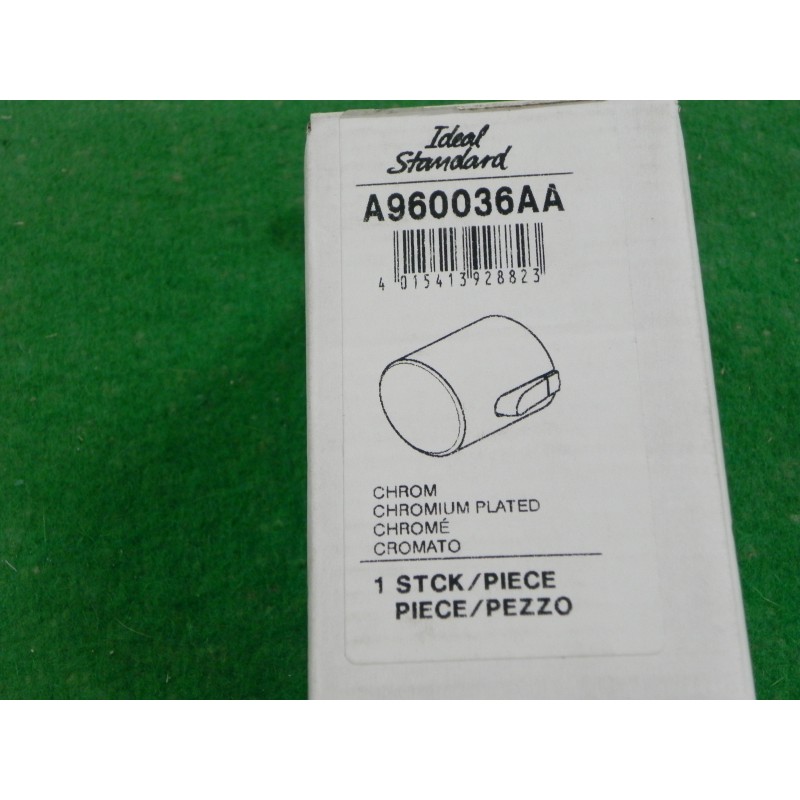 Ideal
Standard
A960036AA
4 015413 928823
CHROM
CHROMIUM PLATED
CHROMÉ
CROMATO
1 STCK/PIECE
PIECE/PEZZO